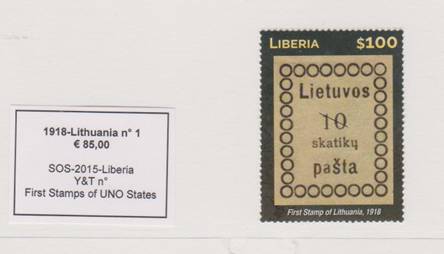 1918-Lithuania n° 1
€ 85,00
SOS-2015-Liberia
Y&T n°
First Stamps of UNO States
LIBERIA $100
Lietuvos
10
skatikų
pašta
First Stamp of Lithuania, 1918